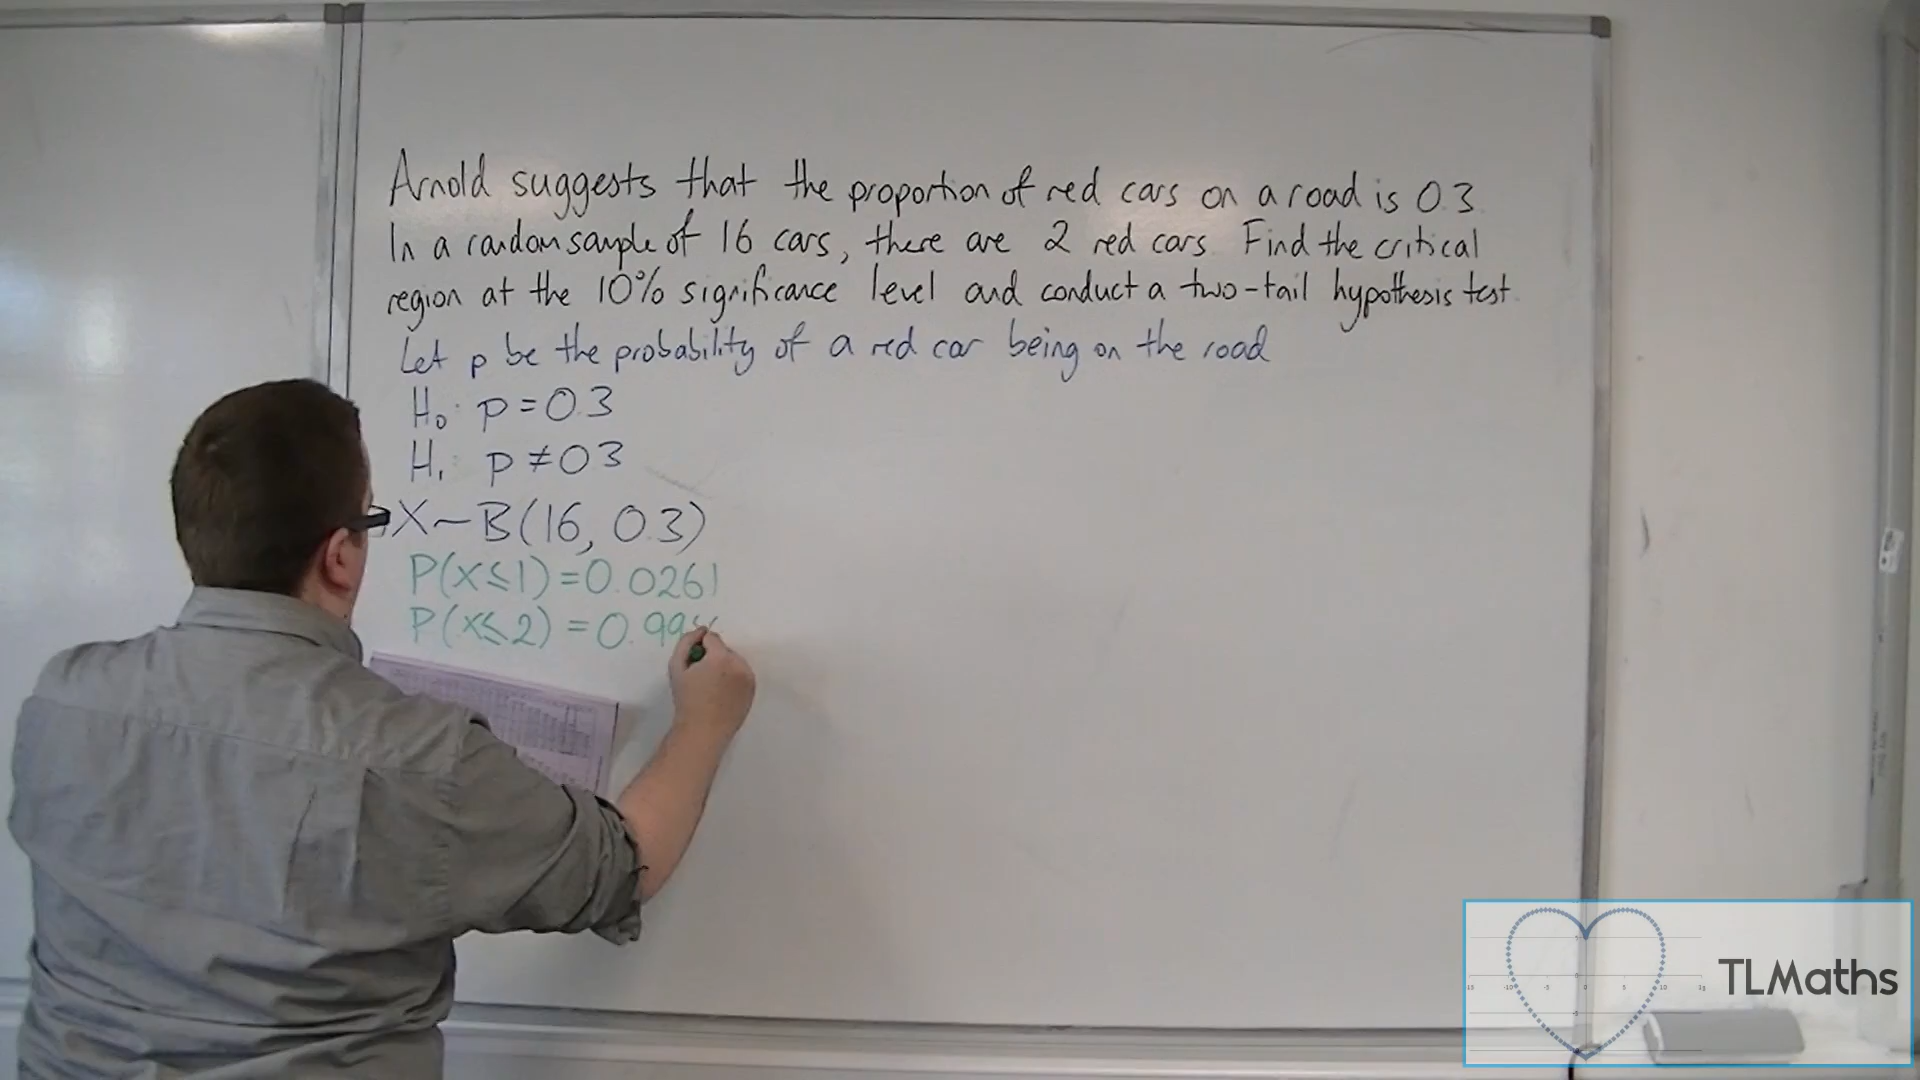 Arnold suggests that the proportion of red cars on a road is 0.3
In a random sample of 16 cars, there are 2 red cars. Find the critical
region at the 10% significance level and conduct a two-tail hypothesis test.
Let p be the probability of a red car being on the road
H₀: p = 0.3
H₁: p ≠ 0.3
X ~ B(16, 0.3)
P(X ≤ 1) = 0.0261
P(X ≤ 2) = 0.99
TLMaths